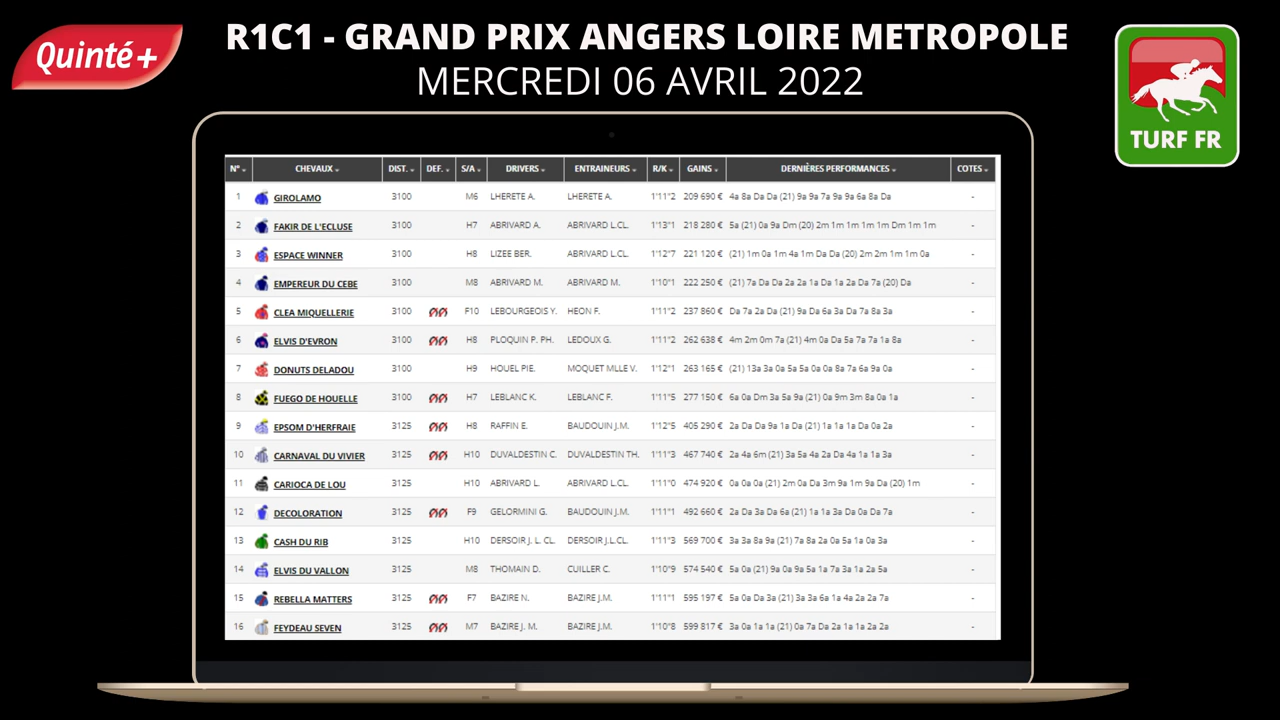 Quinté+
R1C1 - GRAND PRIX ANGERS LOIRE METROPOLE
MERCREDI 06 AVRIL 2022
TURF FR
N° CHEVAUX DIST. DEF. S/A DRIVERS ENTRAINEURS R/K GAINS DERNIÈRES PERFORMANCES COTES
1 GIROLAMO 3100 M6 LHERETE A. LHERETE A. 1'11"2 209 690 € 4a 8a Da Da (21) 9a 9a 7a 9a 9a 6a 8a Da -
2 FAKIR DE L'ECLUSE 3100 H7 ABRIVARD A. ABRIVARD L.CL. 1'13"1 218 280 € 5a (21) 0a 9a Dm (20) 2m 1m 1m 1m 1m Dm 1m 1m -
3 ESPACE WINNER 3100 H8 LIZEE BER. ABRIVARD L.CL. 1'12"7 221 120 € (21) 1m 0a 1m 4a 1m Da Da (20) 2m 2m 1m 1m 0a -
4 EMPEREUR DU CEBE 3100 M8 ABRIVARD M. ABRIVARD M. 1'10"1 222 250 € (21) 7a Da Da 2a 2a 1a Da 1a 2a Da 7a (20) Da -
5 CLEA MIQUELLERIE 3100 F10 LEBOURGEOIS Y. HEON F. 1'11"2 237 860 € Da 7a 2a Da (21) 9a Da 6a 3a Da 7a 8a 3a -
6 ELVIS D'EVRON 3100 H8 PLOQUIN P. PH. LEDOUX G. 1'11"2 262 638 € 4m 2m 0m 7a (21) 4m 0a Da 5a 7a 7a 1a 8a -
7 DONUTS DELADOU 3100 H9 HOUEL PIE. MOQUET MLLE V. 1'12"1 263 165 € (21) 13a 3a 0a 5a 5a 0a 0a 8a 7a 6a 9a 0a -
8 FUEGO DE HOUELLE 3100 H7 LEBLANC K. LEBLANC F. 1'11"5 277 150 € 6a 0a Dm 3a 5a 9a (21) 0a 9m 3m 8a 0a 1a -
9 EPSOM D'HERFRAIE 3125 H8 RAFFIN E. BAUDOUIN J.M. 1'12"5 405 290 € 2a Da Da 9a 1a Da (21) 1a 1a 1a Da 0a 2a -
10 CARNAVAL DU VIVIER 3125 H10 DUVALDESTIN C. DUVALDESTIN TH. 1'11"3 467 740 € 2a 4a 6m (21) 3a 5a 4a 2a Da 4a 1a 1a 3a -
11 CARIOCA DE LOU 3125 H10 ABRIVARD L. ABRIVARD L.CL. 1'11"0 474 920 € 0a 0a 0a (21) 2m 0a Da 3m 9a 1m 9a Da (20) 1m -
12 DECOLORATION 3125 F9 GELORMINI G. BAUDOUIN J.M. 1'11"1 492 660 € 2a Da 3a Da 6a (21) 1a 1a 3a Da 0a Da 7a -
13 CASH DU RIB 3125 H10 DERSOIR J. L. CL. DERSOIR J.L.CL. 1'11"3 569 700 € 3a 3a 8a 9a (21) 7a 8a 2a 0a 5a 1a 0a 3a -
14 ELVIS DU VALLON 3125 M8 THOMAIN D. CUILLER C. 1'10"9 574 540 € 5a 0a (21) 9a 0a 9a 5a 1a 7a 3a 1a 2a 5a -
15 REBELLA MATTERS 3125 F7 BAZIRE N. BAZIRE J.M. 1'11"1 595 197 € 5a 0a Da 3a (21) 3a 3a 6a 1a 4a 2a 2a 7a -
16 FEYDEAU SEVEN 3125 M7 BAZIRE J. M. BAZIRE J.M. 1'10"8 599 817 € 3a 0a 1a 1a (21) 0a 7a Da 2a 1a 1a 2a 2a -